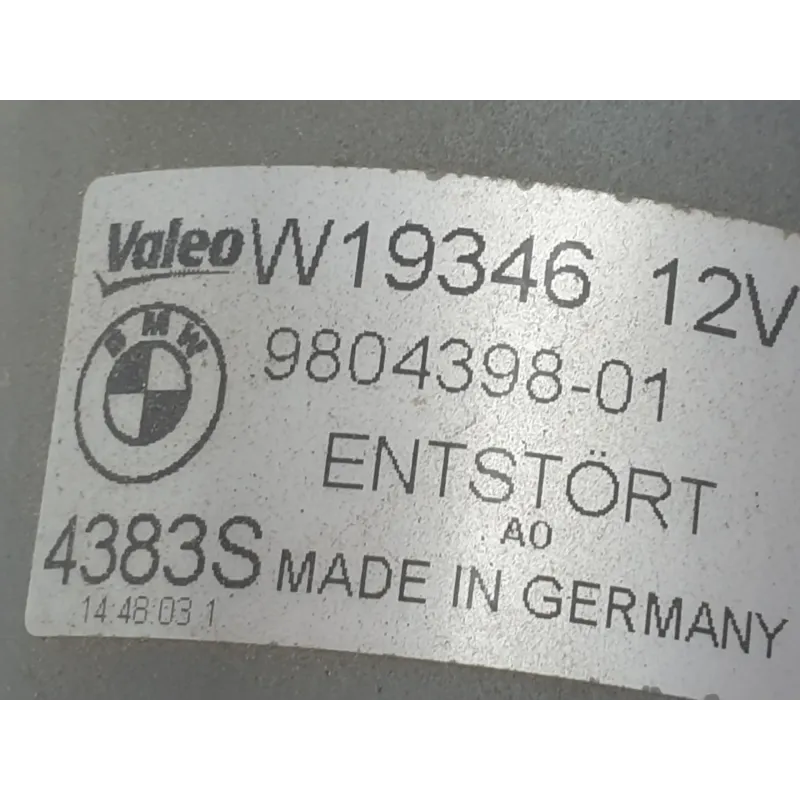 Valeo W19346 12V
BMW
9804398-01
ENTSTÖRT
A0
4383S MADE IN GERMANY
14.48.03 1